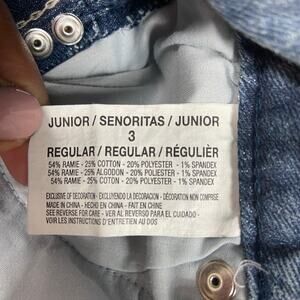 JUNIOR / SENORITAS / JUNIOR
3
REGULAR / REGULAR / RÉGULIÈR
54% RAMIE - 25% COTTON - 20% POLYESTER - 1% SPANDEX
54% RAMIE - 25% ALGODON - 20% POLIESTER - 1% SPANDEX
54% RAMIE - 25% COTON - 20% POLYESTER - 1% SPANDEX
EXCLUSIVE OF DECORATION - EXCLUYENDO LA DECORACION - DÉCORATION NON COMPRISE
MADE IN CHINA - HECHO EN CHINA - FAIT EN CHINE
SEE REVERSE FOR CARE - VER AL REVERSO PARA EL CUIDADO -
VOIR LES INSTRUCTIONS D'ENTRETIEN AU DOS